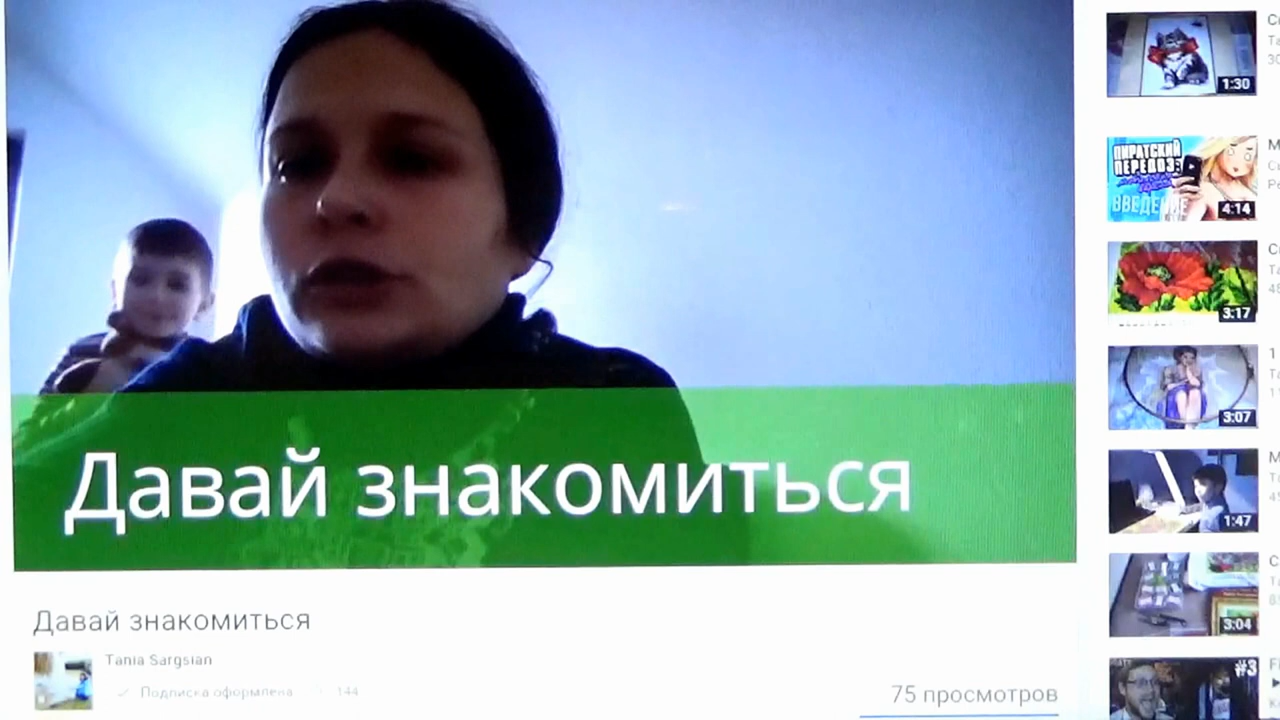 Давай знакомиться
Давай знакомиться
Tania Sargsian
Подписка оформлена 144
75 просмотров
1:30
ПИРАТСКИЙ
ПЕРЕДОЗ
ВВЕДЕНИЕ
4:14
3:17
3:07
1:47
3:04
#3